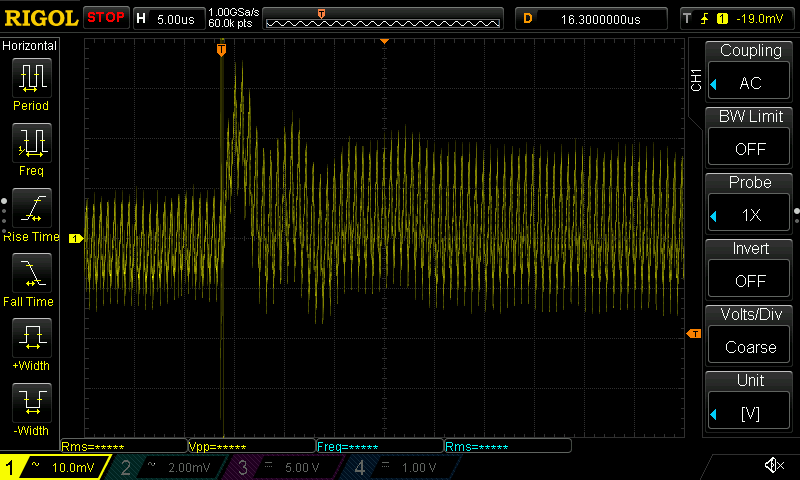 RIGOL STOP H 5.00us 1.00GSa/s 60.0k pts T D 16.3000000us T 1 -19.0mV
Horizontal
Period
Freq
Rise Time
Fall Time
+Width
-Width
T
1
T
CH1
Coupling
AC
BW Limit
OFF
Probe
1X
Invert
OFF
Volts/Div
Coarse
Unit
[V]
Rms=***** Vpp=***** Freq=***** Rms=*****
1 ~ 10.0mV 2 ~ 2.00mV 3 = 5.00 V 4 = 1.00 V